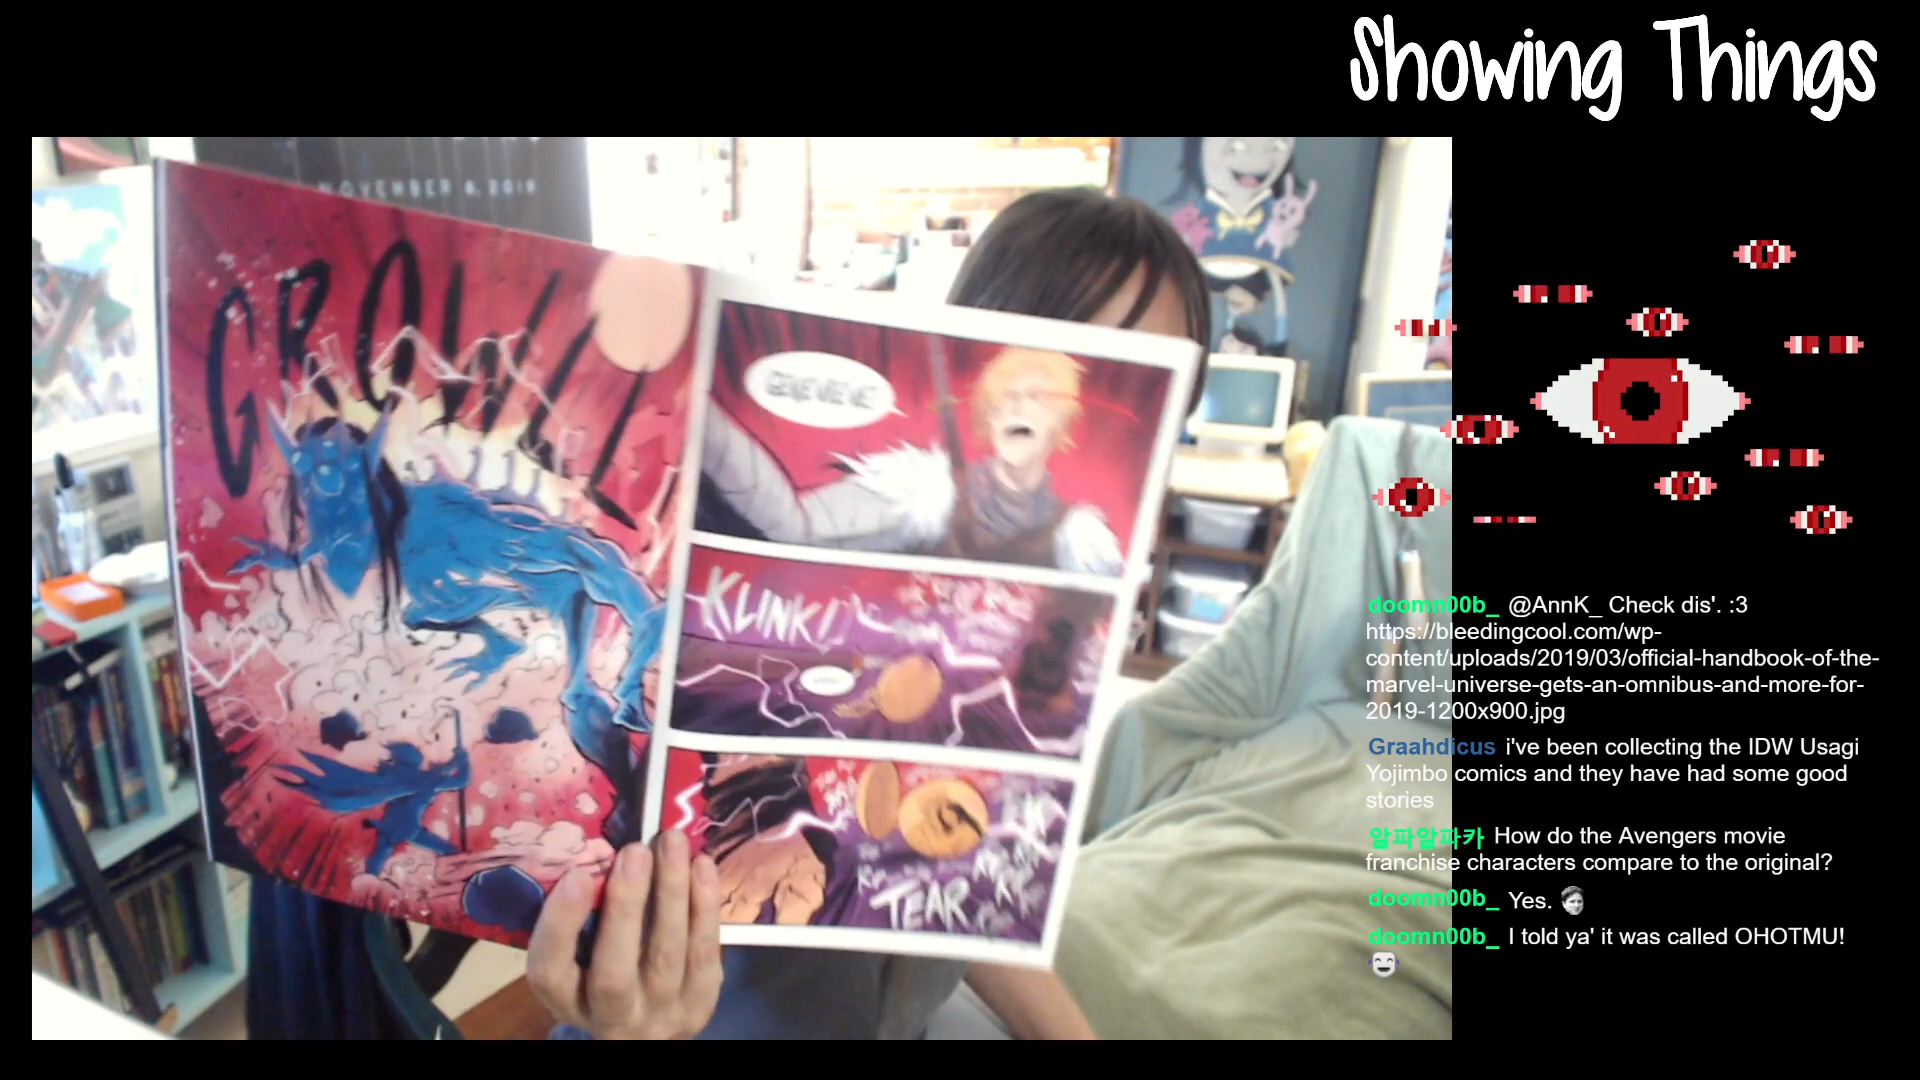 Showing Things
NOVEMBER 8, 2019
GROWL
KLINK!
TEAR
doomn00b_ @AnnK_ Check dis'. :3
https://bleedingcool.com/wp-
content/uploads/2019/03/official-handbook-of-the-
marvel-universe-gets-an-omnibus-and-more-for-
2019-1200x900.jpg
Graahdicus i've been collecting the IDW Usagi
Yojimbo comics and they have had some good
stories
알파알파카 How do the Avengers movie
franchise characters compare to the original?
doomn00b_ Yes.
doomn00b_ I told ya' it was called OHOTMU!